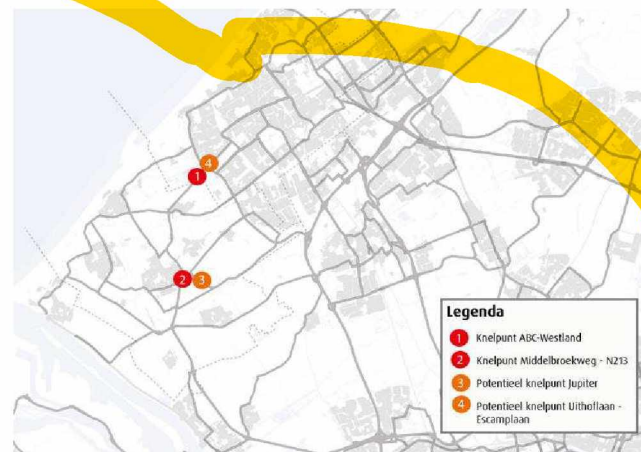 4
1
2
3
Legenda
1 Knelpunt ABC-Westland
2 Knelpunt Middelbroekweg - N213
3 Potentieel knelpunt Jupiter
4 Potentieel knelpunt Uithoflaan -
Escamplaan